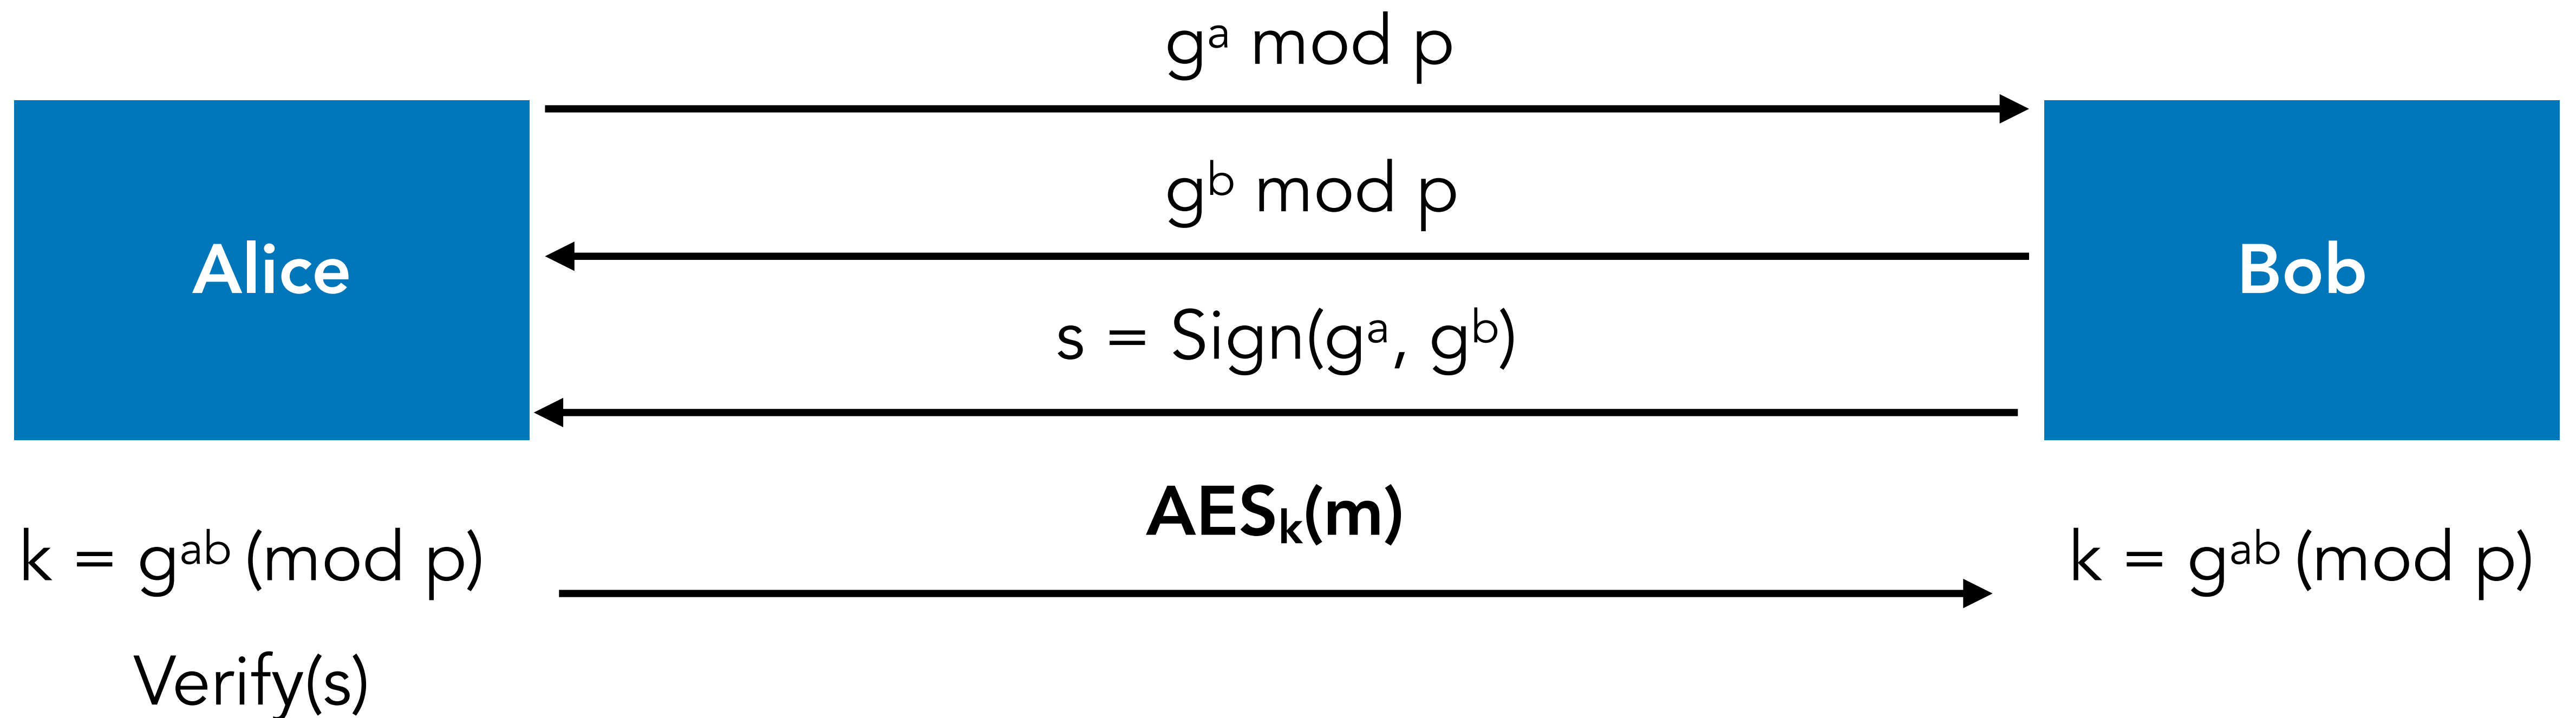 gᵃ mod p
gᵇ mod p
Alice
Bob
s = Sign(gᵃ, gᵇ)
AESₖ(m)
k = gᵃᵇ (mod p)
k = gᵃᵇ (mod p)
Verify(s)